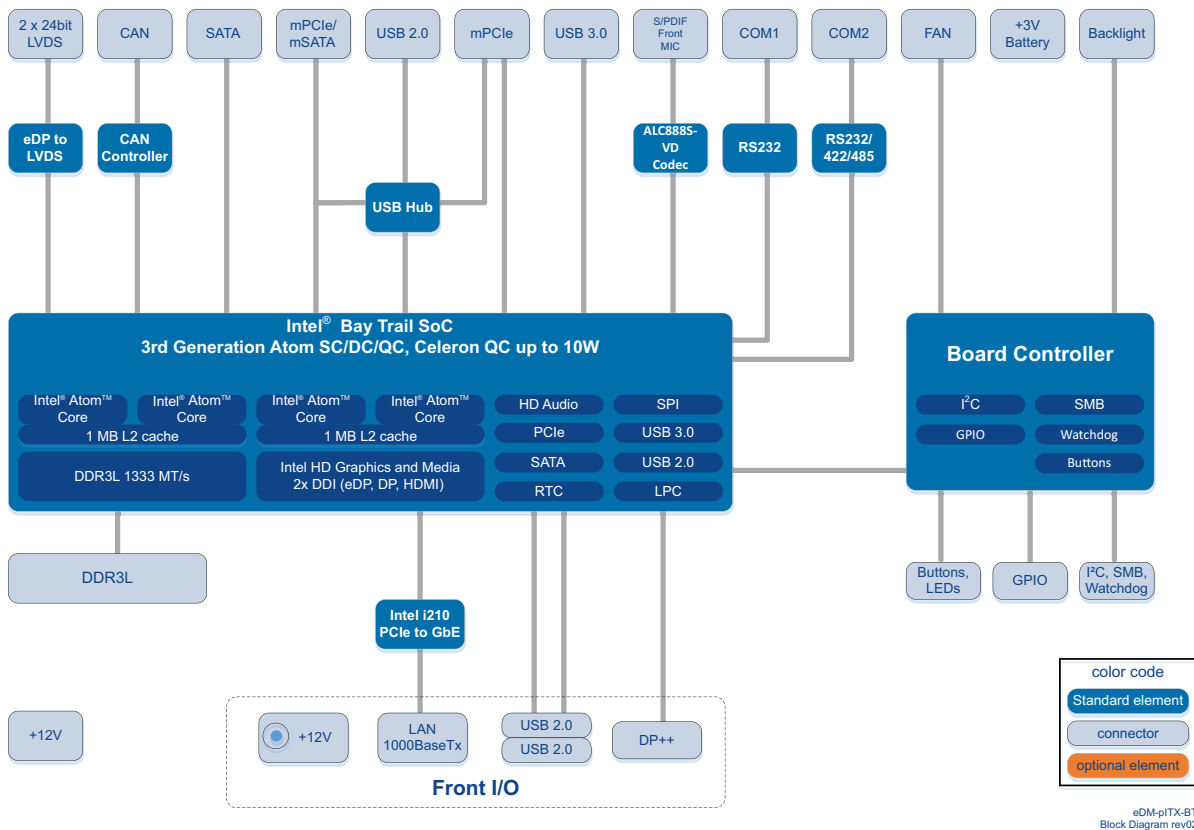 2 x 24bit
LVDS
CAN
SATA
mPCIe/
mSATA
USB 2.0
mPCIe
USB 3.0
S/PDIF
Front
MIC
COM1
COM2
FAN
+3V
Battery
Backlight
eDP to
LVDS
CAN
Controller
ALC888S-
VD
Codec
RS232
RS232/
422/485
USB Hub
Intel® Bay Trail SoC
3rd Generation Atom SC/DC/QC, Celeron QC up to 10W
Board Controller
Intel® Atom™
Core
Intel® Atom™
Core
Intel® Atom™
Core
Intel® Atom™
Core
1 MB L2 cache
1 MB L2 cache
DDR3L 1333 MT/s
Intel HD Graphics and Media
2x DDI (eDP, DP, HDMI)
HD Audio
SPI
PCIe
USB 3.0
SATA
USB 2.0
RTC
LPC
I²C
SMB
GPIO
Watchdog
Buttons
DDR3L
Buttons,
LEDs
GPIO
I²C, SMB,
Watchdog
Intel i210
PCIe to GbE
+12V
+12V
LAN
1000BaseTx
USB 2.0
USB 2.0
DP++
Front I/O
color code
Standard element
connector
optional element
eDM-pITX-BT
Block Diagram rev02